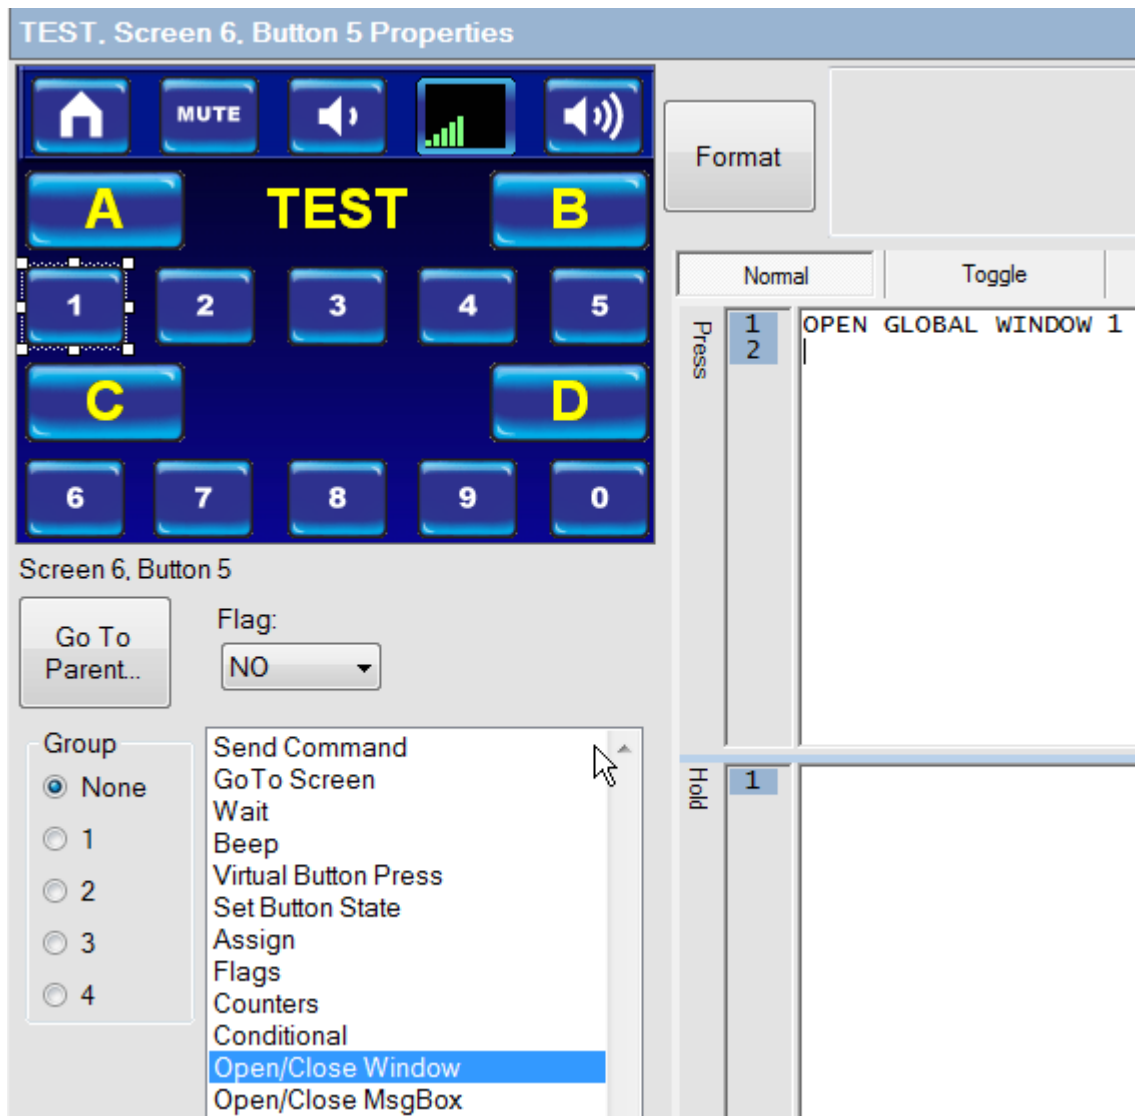 TEST, Screen 6, Button 5 Properties
MUTE
A TEST B
1 2 3 4 5
C D
6 7 8 9 0
Format
Normal Toggle
Press
1 OPEN GLOBAL WINDOW 1
2
Hold
1
Screen 6, Button 5
Go To
Parent...
Flag:
NO
Group
None
1
2
3
4
Send Command
GoTo Screen
Wait
Beep
Virtual Button Press
Set Button State
Assign
Flags
Counters
Conditional
Open/Close Window
Open/Close MsgBox